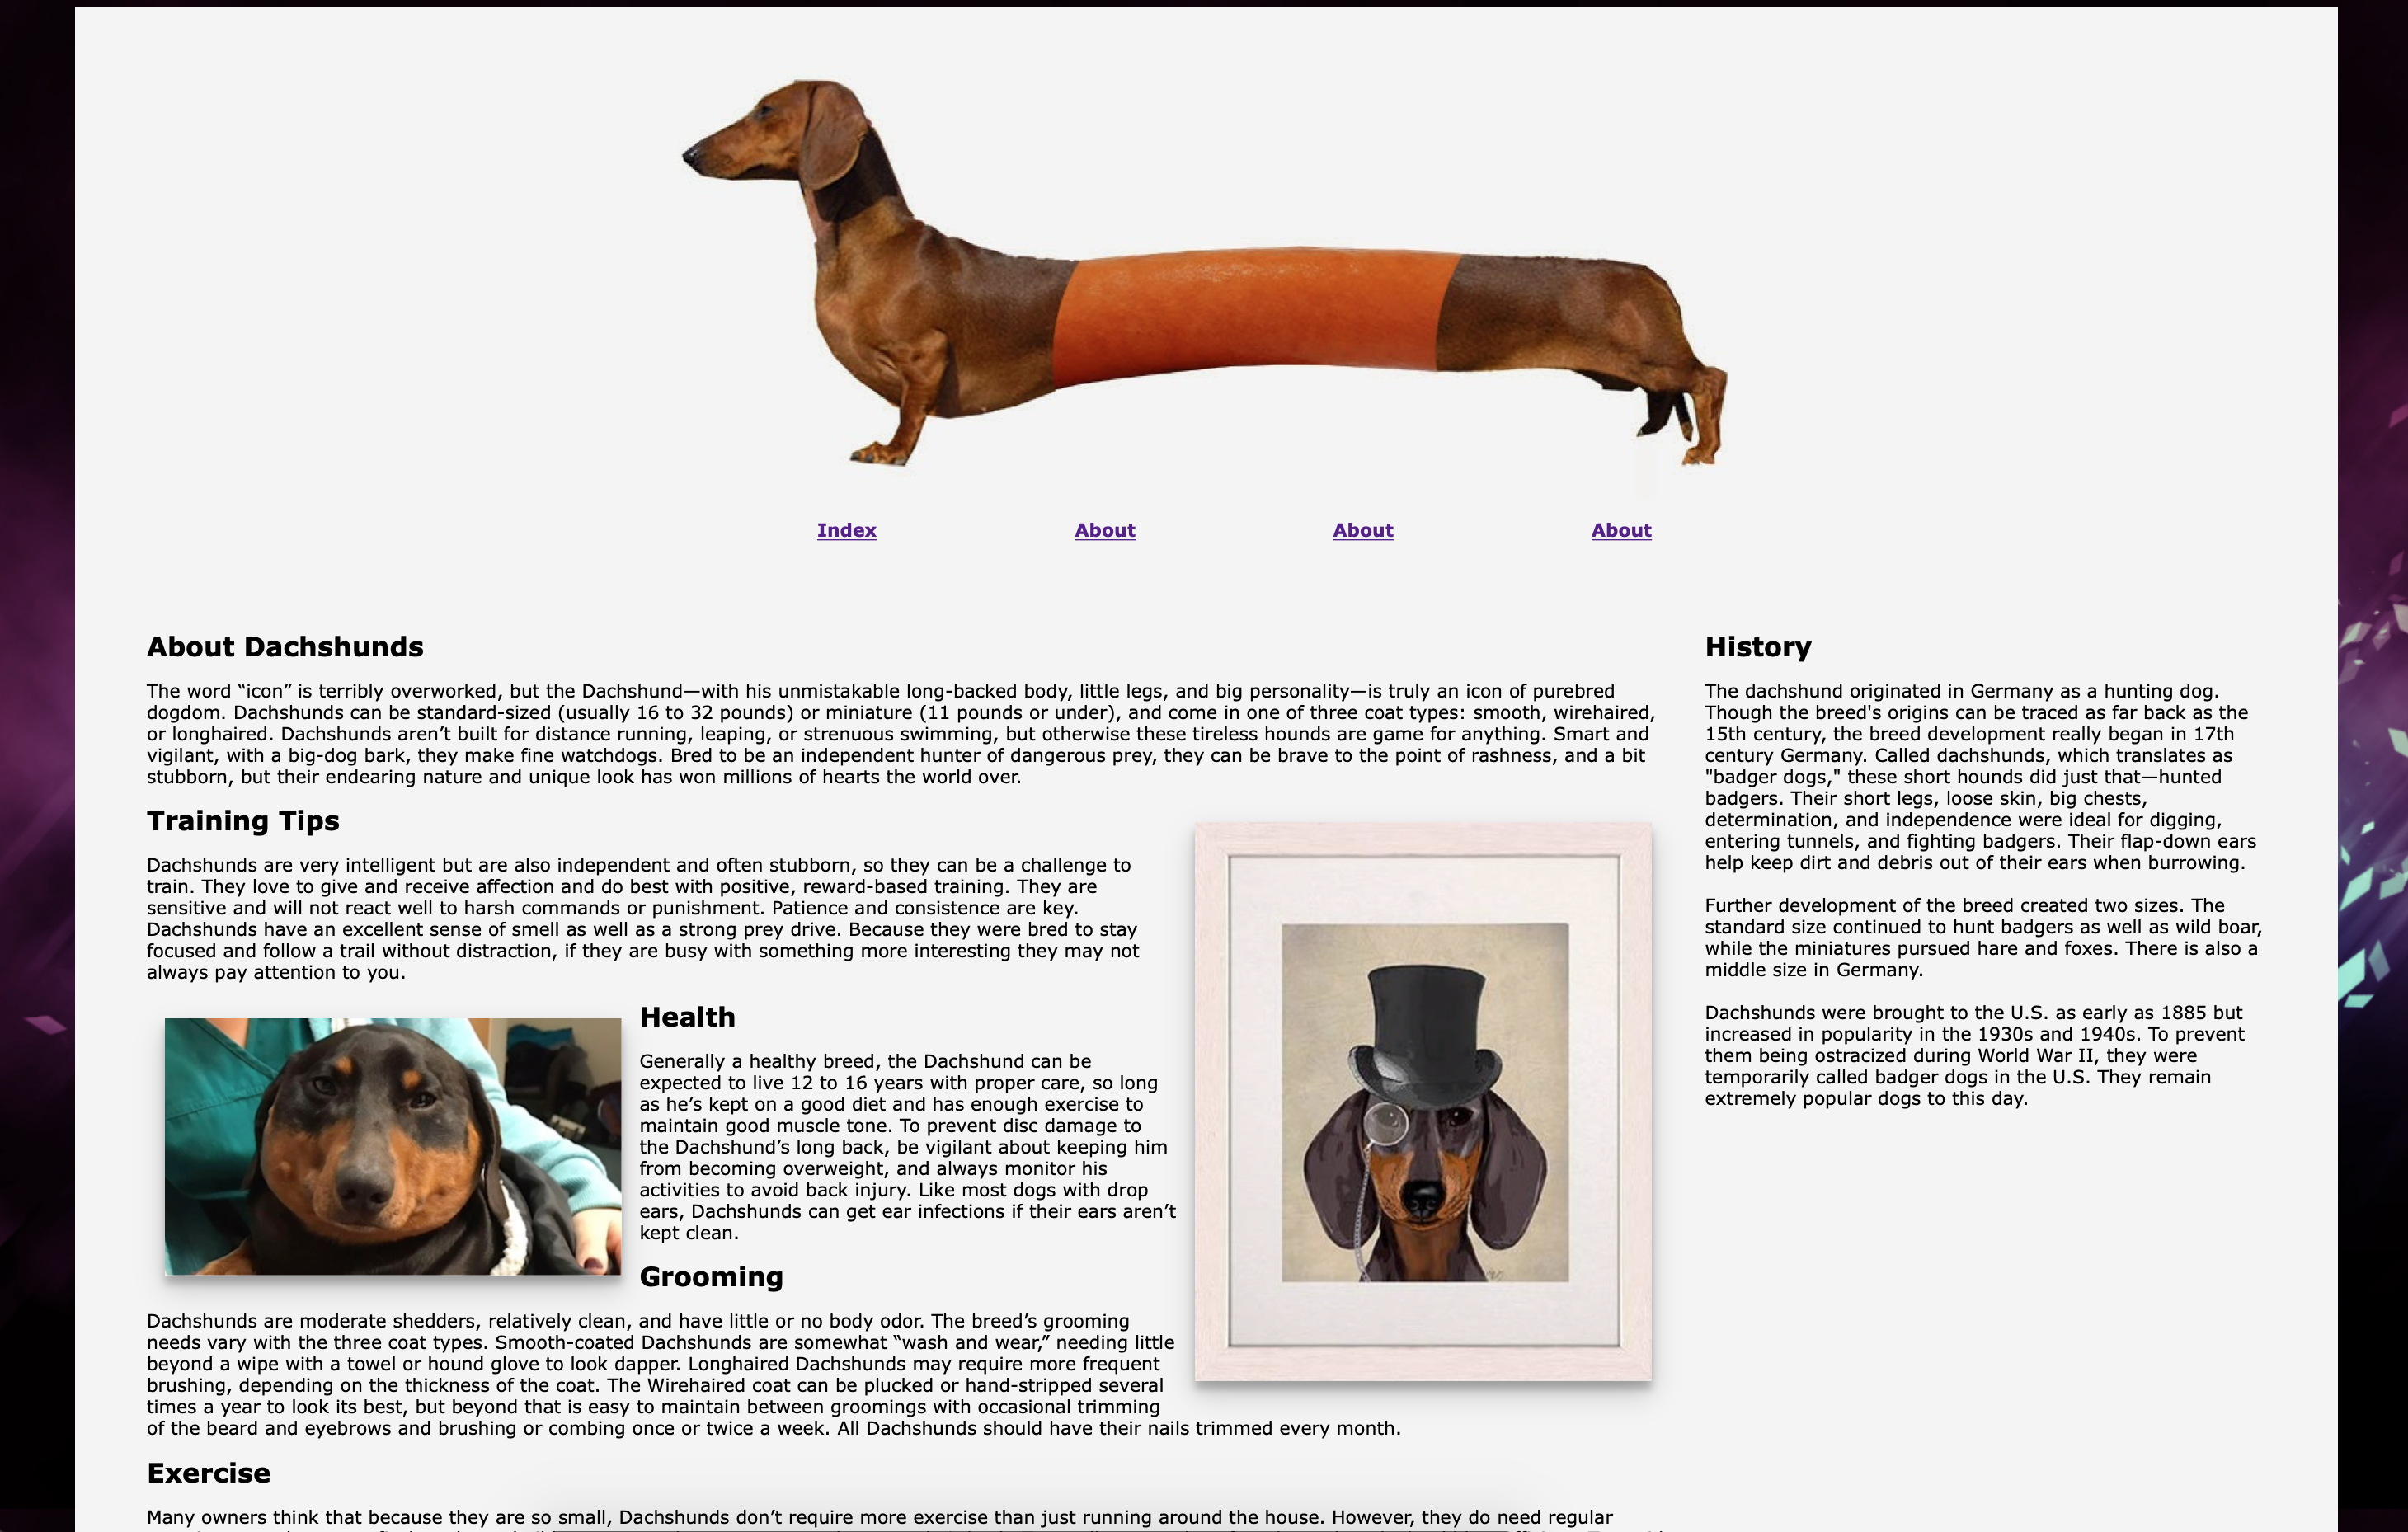 Index
About
About
About
About Dachshunds
The word “icon” is terribly overworked, but the Dachshund—with his unmistakable long-backed body, little legs, and big personality—is truly an icon of purebred
dogdom. Dachshunds can be standard-sized (usually 16 to 32 pounds) or miniature (11 pounds or under), and come in one of three coat types: smooth, wirehaired,
or longhaired. Dachshunds aren’t built for distance running, leaping, or strenuous swimming, but otherwise these tireless hounds are game for anything. Smart and
vigilant, with a big-dog bark, they make fine watchdogs. Bred to be an independent hunter of dangerous prey, they can be brave to the point of rashness, and a bit
stubborn, but their endearing nature and unique look has won millions of hearts the world over.
Training Tips
Dachshunds are very intelligent but are also independent and often stubborn, so they can be a challenge to
train. They love to give and receive affection and do best with positive, reward-based training. They are
sensitive and will not react well to harsh commands or punishment. Patience and consistence are key.
Dachshunds have an excellent sense of smell as well as a strong prey drive. Because they were bred to stay
focused and follow a trail without distraction, if they are busy with something more interesting they may not
always pay attention to you.
Health
Generally a healthy breed, the Dachshund can be
expected to live 12 to 16 years with proper care, so long
as he’s kept on a good diet and has enough exercise to
maintain good muscle tone. To prevent disc damage to
the Dachshund’s long back, be vigilant about keeping him
from becoming overweight, and always monitor his
activities to avoid back injury. Like most dogs with drop
ears, Dachshunds can get ear infections if their ears aren’t
kept clean.
Grooming
Dachshunds are moderate shedders, relatively clean, and have little or no body odor. The breed’s grooming
needs vary with the three coat types. Smooth-coated Dachshunds are somewhat “wash and wear,” needing little
beyond a wipe with a towel or hound glove to look dapper. Longhaired Dachshunds may require more frequent
brushing, depending on the thickness of the coat. The Wirehaired coat can be plucked or hand-stripped several
times a year to look its best, but beyond that is easy to maintain between groomings with occasional trimming
of the beard and eyebrows and brushing or combing once or twice a week. All Dachshunds should have their nails trimmed every month.
Exercise
Many owners think that because they are so small, Dachshunds don’t require more exercise than just running around the house. However, they do need regular
History
The dachshund originated in Germany as a hunting dog.
Though the breed's origins can be traced as far back as the
15th century, the breed development really began in 17th
century Germany. Called dachshunds, which translates as
"badger dogs," these short hounds did just that—hunted
badgers. Their short legs, loose skin, big chests,
determination, and independence were ideal for digging,
entering tunnels, and fighting badgers. Their flap-down ears
help keep dirt and debris out of their ears when burrowing.
Further development of the breed created two sizes. The
standard size continued to hunt badgers as well as wild boar,
while the miniatures pursued hare and foxes. There is also a
middle size in Germany.
Dachshunds were brought to the U.S. as early as 1885 but
increased in popularity in the 1930s and 1940s. To prevent
them being ostracized during World War II, they were
temporarily called badger dogs in the U.S. They remain
extremely popular dogs to this day.